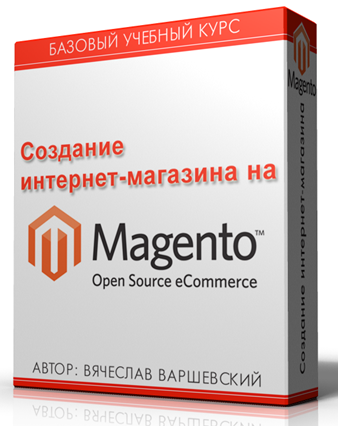 БАЗОВЫЙ УЧЕБНЫЙ КУРС
Создание
интернет-магазина на
Magento™
Open Source eCommerce
АВТОР: ВЯЧЕСЛАВ ВАРШЕВСКИЙ
Magento
Создание интернет-магазина